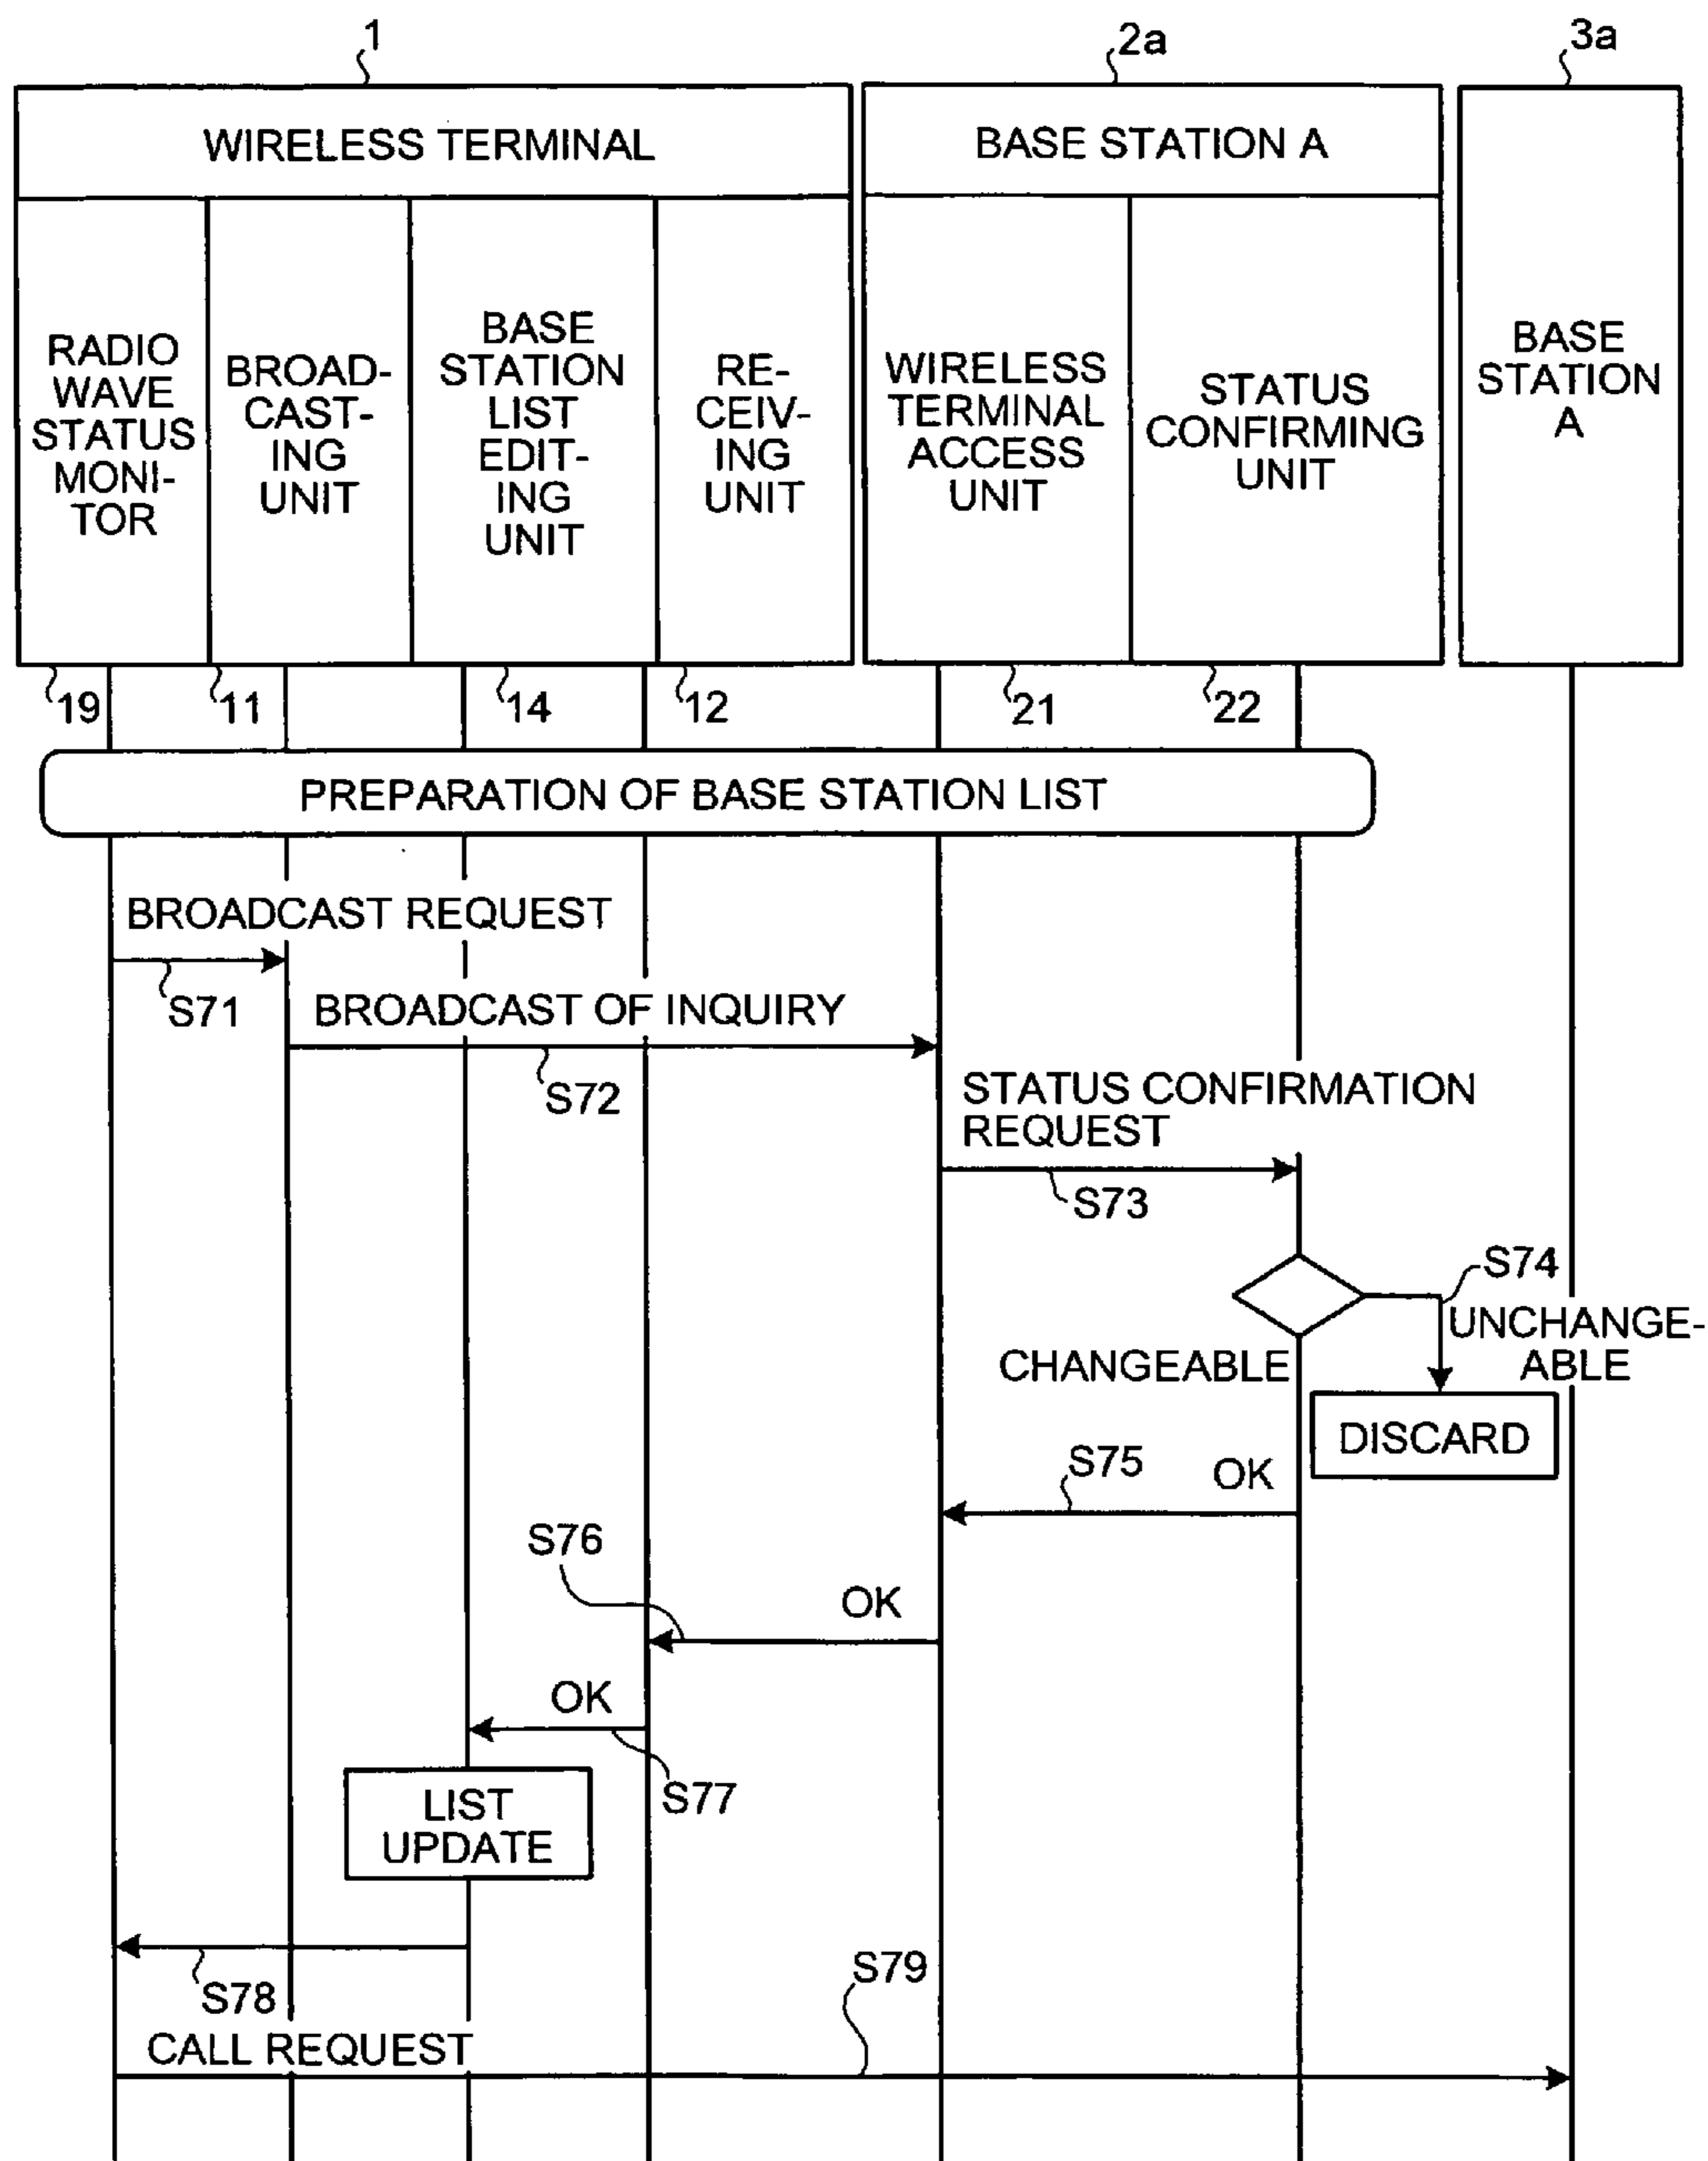 1
2a
3a
WIRELESS TERMINAL
BASE STATION A
RADIO
WAVE
STATUS
MONI-
TOR
BROAD-
CAST-
ING
UNIT
BASE
STATION
LIST
EDIT-
ING
UNIT
RE-
CEIV-
ING
UNIT
WIRELESS
TERMINAL
ACCESS
UNIT
STATUS
CONFIRMING
UNIT
BASE
STATION
A
19
11
14
12
21
22
PREPARATION OF BASE STATION LIST
BROADCAST REQUEST
S71
BROADCAST OF INQUIRY
S72
STATUS CONFIRMATION
REQUEST
S73
S74
UNCHANGE-
ABLE
CHANGEABLE
DISCARD
S75
OK
S76
OK
OK
S77
LIST
UPDATE
S78
S79
CALL REQUEST